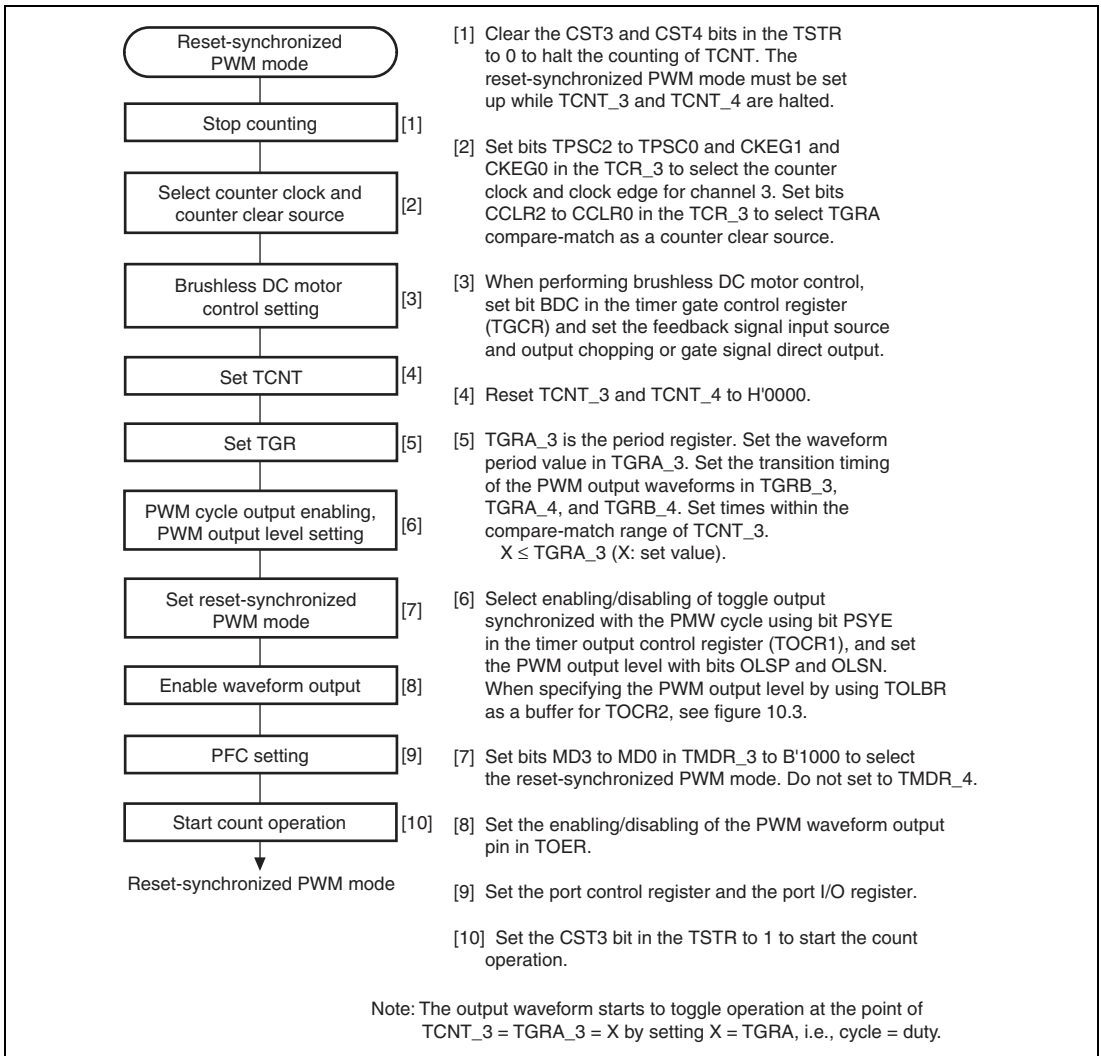 Reset-synchronized
PWM mode
Stop counting
[1]
Select counter clock and
counter clear source
[2]
Brushless DC motor
control setting
[3]
Set TCNT
[4]
Set TGR
[5]
PWM cycle output enabling,
PWM output level setting
[6]
Set reset-synchronized
PWM mode
[7]
Enable waveform output
[8]
PFC setting
[9]
Start count operation
[10]
Reset-synchronized PWM mode
[1] Clear the CST3 and CST4 bits in the TSTR
to 0 to halt the counting of TCNT. The
reset-synchronized PWM mode must be set
up while TCNT_3 and TCNT_4 are halted.
[2] Set bits TPSC2 to TPSC0 and CKEG1 and
CKEG0 in the TCR_3 to select the counter
clock and clock edge for channel 3. Set bits
CCLR2 to CCLR0 in the TCR_3 to select TGRA
compare-match as a counter clear source.
[3] When performing brushless DC motor control,
set bit BDC in the timer gate control register
(TGCR) and set the feedback signal input source
and output chopping or gate signal direct output.
[4] Reset TCNT_3 and TCNT_4 to H'0000.
[5] TGRA_3 is the period register. Set the waveform
period value in TGRA_3. Set the transition timing
of the PWM output waveforms in TGRB_3,
TGRA_4, and TGRB_4. Set times within the
compare-match range of TCNT_3.
X ≤ TGRA_3 (X: set value).
[6] Select enabling/disabling of toggle output
synchronized with the PMW cycle using bit PSYE
in the timer output control register (TOCR1), and set
the PWM output level with bits OLSP and OLSN.
When specifying the PWM output level by using TOLBR
as a buffer for TOCR2, see figure 10.3.
[7] Set bits MD3 to MD0 in TMDR_3 to B'1000 to select
the reset-synchronized PWM mode. Do not set to TMDR_4.
[8] Set the enabling/disabling of the PWM waveform output
pin in TOER.
[9] Set the port control register and the port I/O register.
[10] Set the CST3 bit in the TSTR to 1 to start the count
operation.
Note: The output waveform starts to toggle operation at the point of
TCNT_3 = TGRA_3 = X by setting X = TGRA, i.e., cycle = duty.